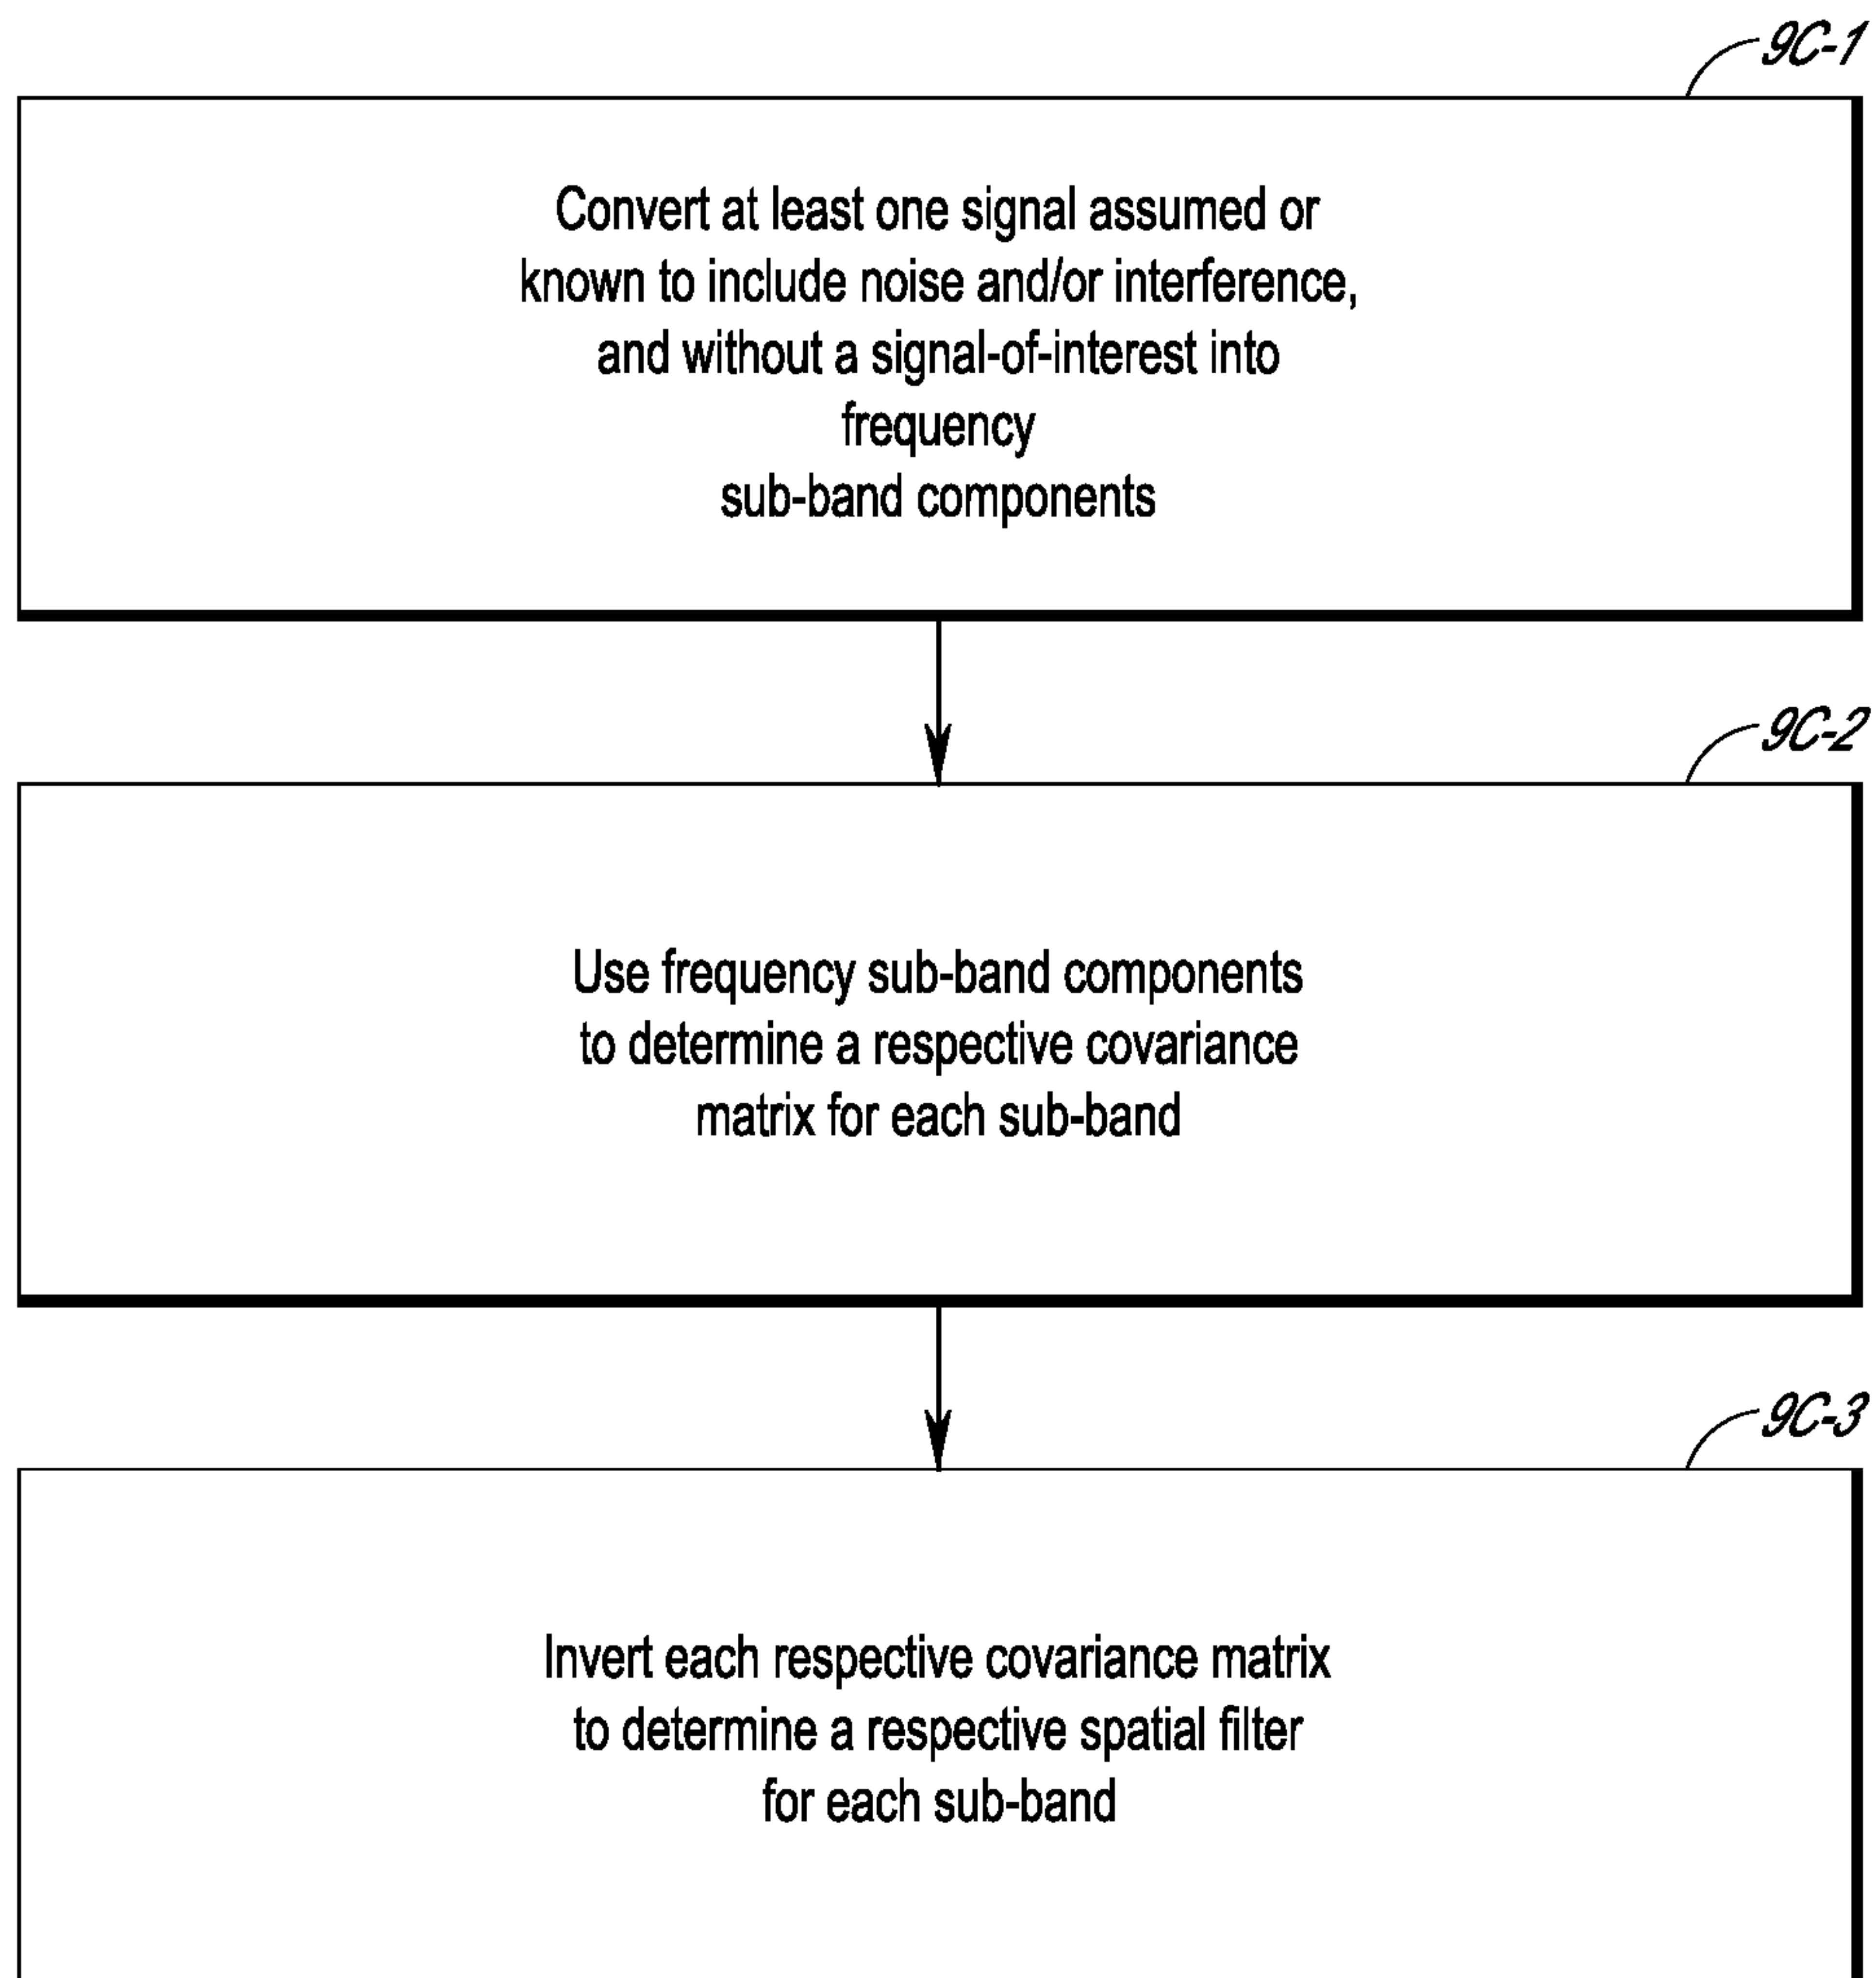 9C-1
Convert at least one signal assumed or
known to include noise and/or interference,
and without a signal-of-interest into
frequency
sub-band components
9C-2
Use frequency sub-band components
to determine a respective covariance
matrix for each sub-band
9C-3
Invert each respective covariance matrix
to determine a respective spatial filter
for each sub-band